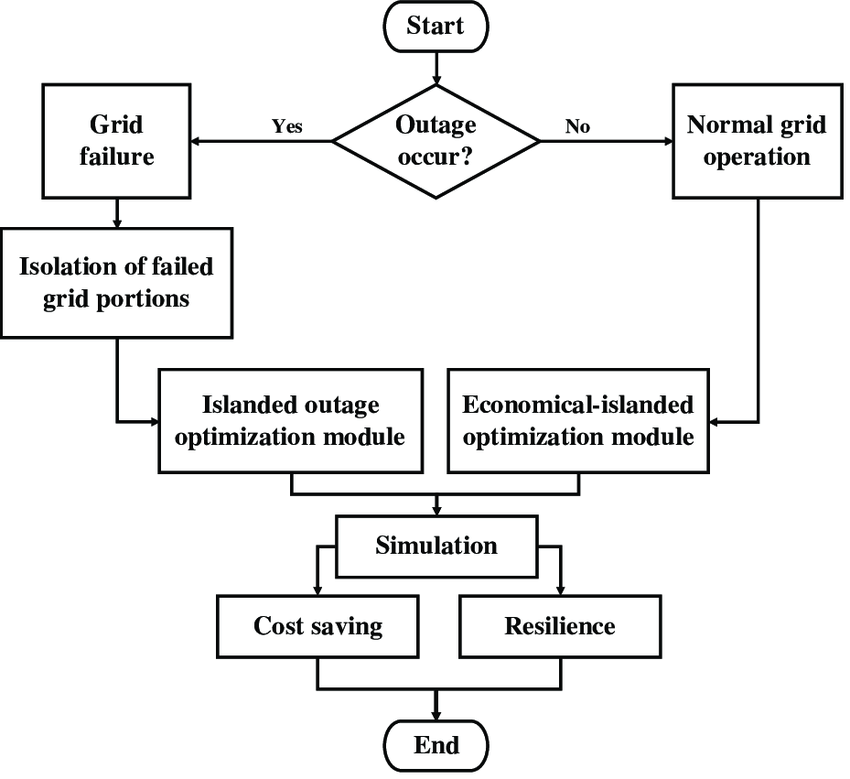 Start
Outage
occur?
Yes
No
Grid
failure
Normal grid
operation
Isolation of failed
grid portions
Islanded outage
optimization module
Economical-islanded
optimization module
Simulation
Cost saving
Resilience
End